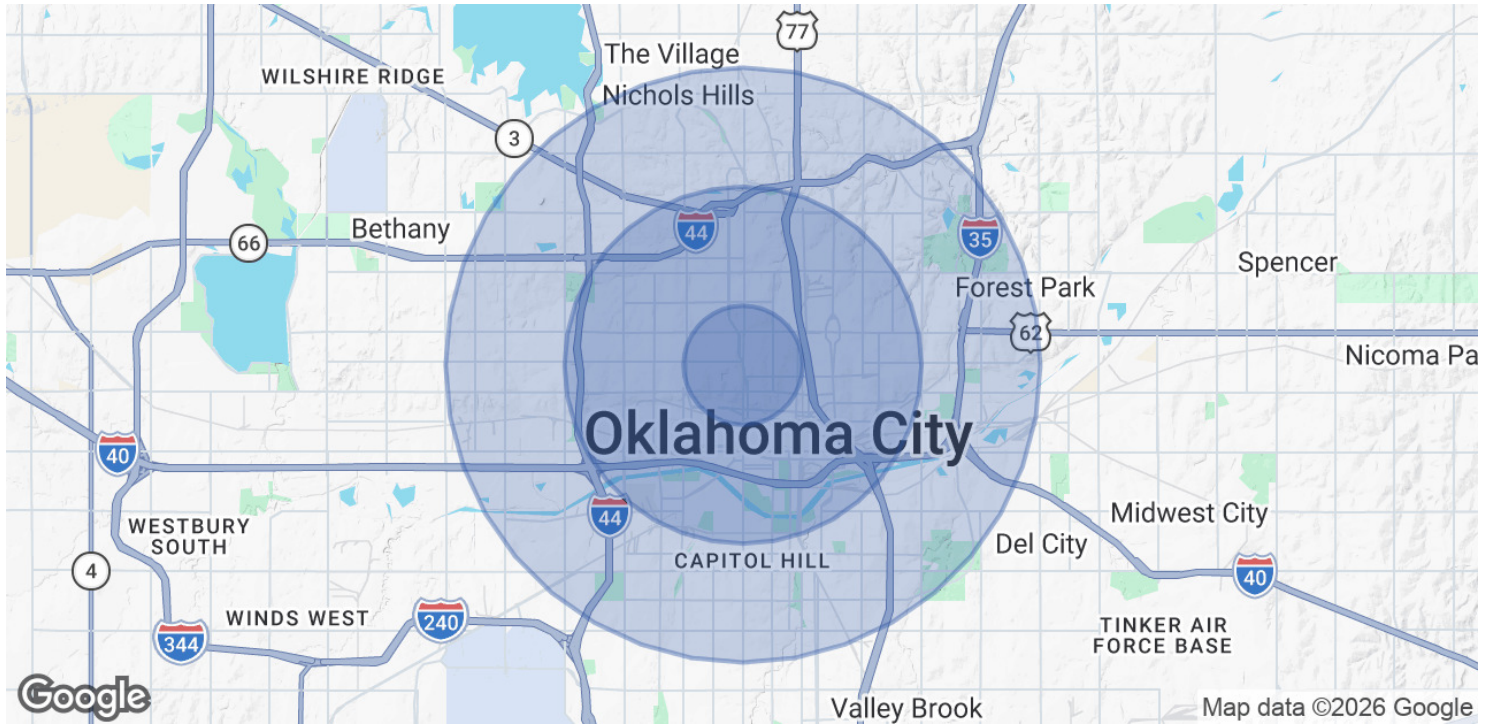 77
The Village
WILSHIRE RIDGE
Nichols Hills
3
Bethany
66
44
35
Spencer
Forest Park
62
Nicoma Pa
Oklahoma City
40
44
WESTBURY
SOUTH
Midwest City
Del City
CAPITOL HILL
4
40
WINDS WEST
240
344
TINKER AIR
FORCE BASE
Google
Valley Brook
Map data ©2026 Google